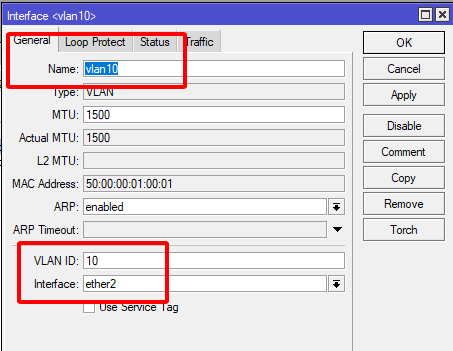 Interface <vlan10>
General Loop Protect Status Traffic
Name: vlan10
Type: VLAN
MTU: 1500
Actual MTU: 1500
L2 MTU:
MAC Address: 50:00:00:01:00:01
ARP: enabled
ARP Timeout:
VLAN ID: 10
Interface: ether2
Use Service Tag
OK
Cancel
Apply
Disable
Comment
Copy
Remove
Torch